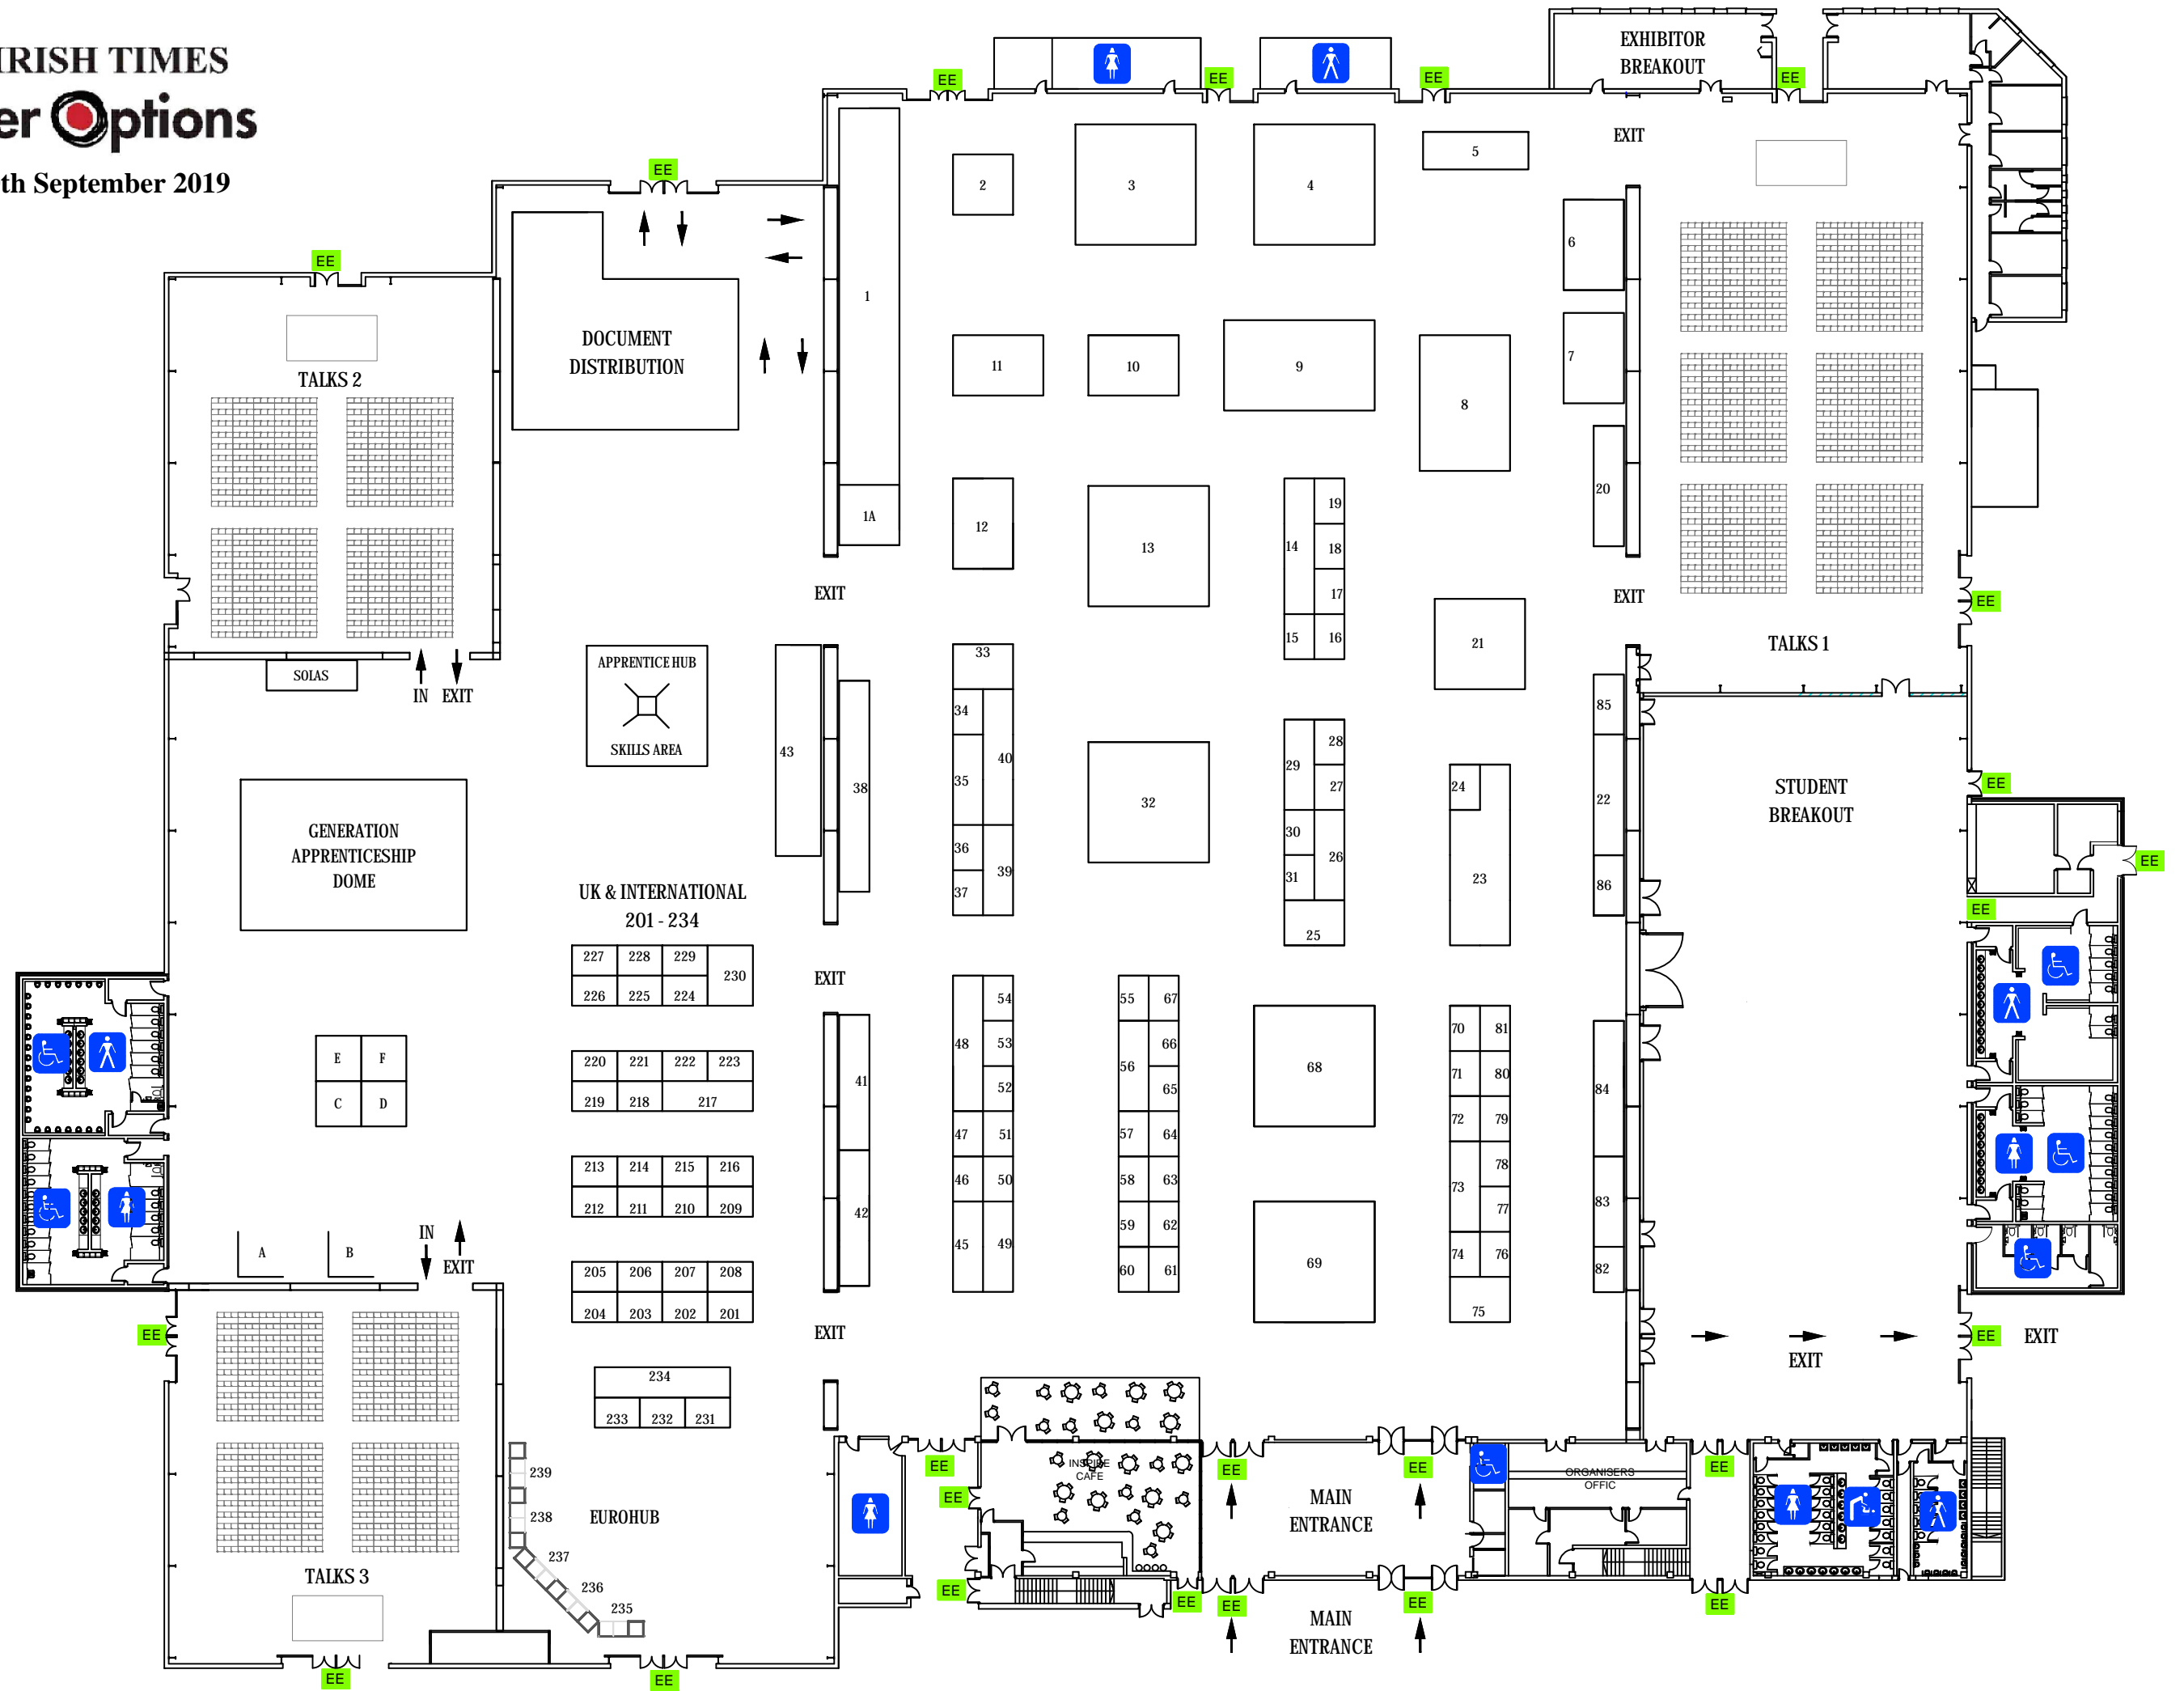 IRISH TIMES
er Options
th September 2019
EXHIBITOR
BREAKOUT
EE
EE
EE
EE
EE
EE
EXIT
1
2
3
4
5
6
7
8
9
10
11
DOCUMENT
DISTRIBUTION
TALKS 2
1A
12
13
14
19
18
17
15
16
20
21
EXIT
EXIT
EE
TALKS 1
SOLAS
IN
EXIT
APPRENTICE HUB
SKILLS AREA
43
38
33
34
35
40
36
37
39
32
29
28
27
30
26
31
25
24
23
85
22
86
STUDENT
BREAKOUT
EE
EE
EE
GENERATION
APPRENTICESHIP
DOME
UK & INTERNATIONAL
201 - 234
227
228
229
230
226
225
224
EXIT
220
221
222
223
219
218
217
213
214
215
216
212
211
210
209
205
206
207
208
204
203
202
201
234
233
232
231
E
F
C
D
A
B
IN
EXIT
41
42
48
54
53
52
47
51
46
50
45
49
55
67
56
66
65
57
64
58
63
59
62
60
61
68
69
70
81
71
80
72
79
73
78
77
74
76
75
84
83
82
EXIT
EE
EXIT
EE
EXIT
239
238
237
236
235
EUROHUB
TALKS 3
EE
EE
EE
EE
EE
INSPIRE
CAFE
EE
EE
MAIN
ENTRANCE
ORGANISERS
OFFIC
EE
EE
EE
EE
EE
MAIN
ENTRANCE